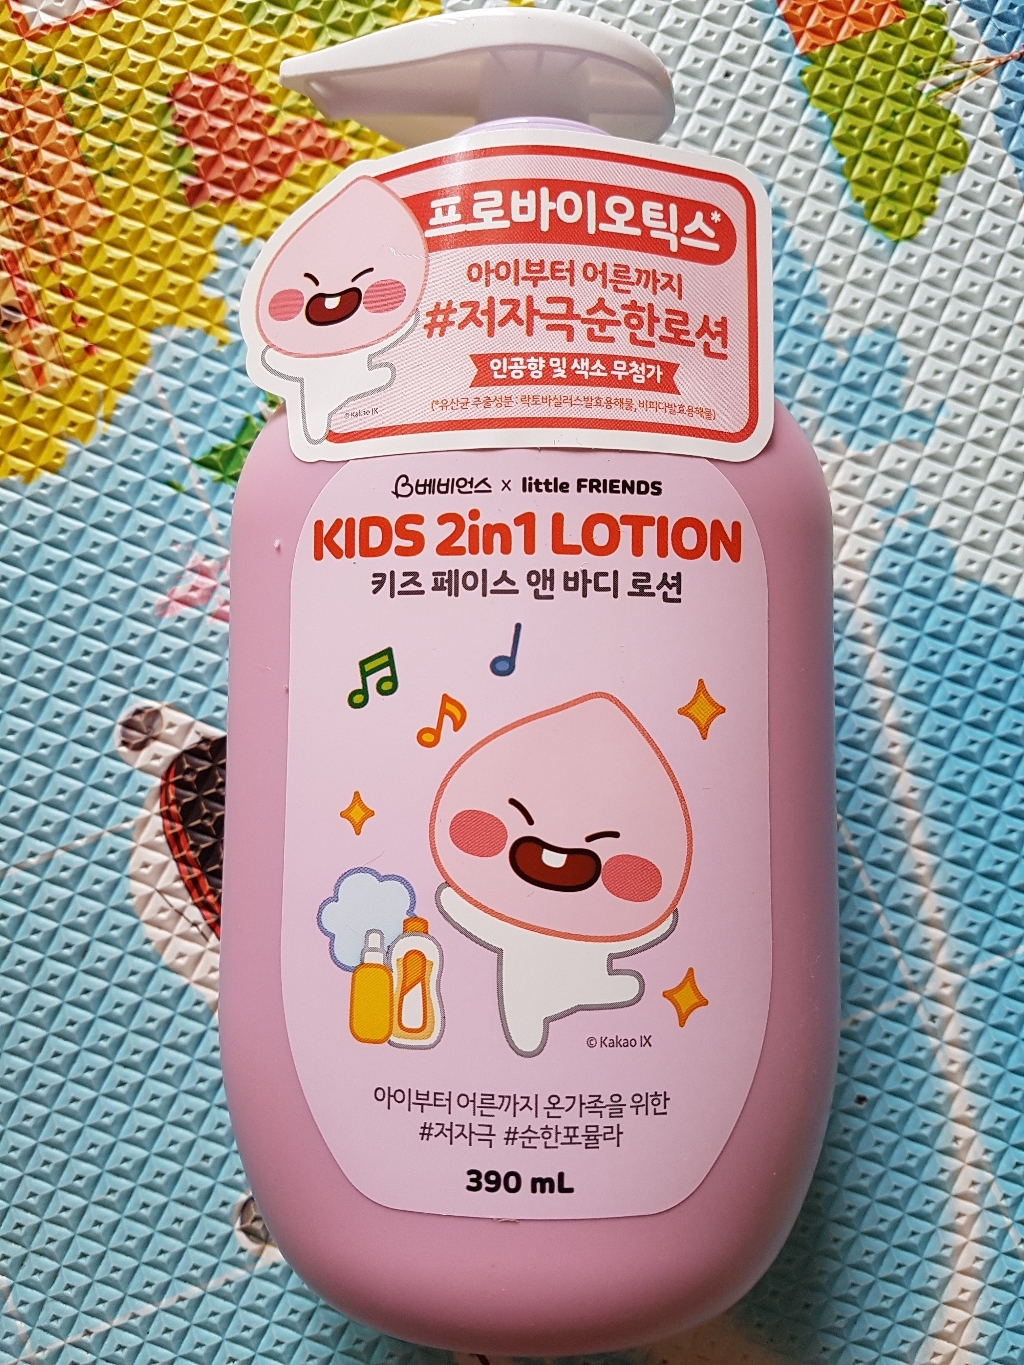 프로바이오틱스*
아이부터 어른까지
#저자극순한로션
인공향 및 색소 무첨가
(*유산균 추출성분 : 락토바실러스발효용해물, 비피다발효용해물)
© Kakao IX
베비언스 x little FRIENDS
KIDS 2in1 LOTION
키즈 페이스 앤 바디 로션
© Kakao IX
아이부터 어른까지 온가족을 위한
#저자극 #순한포뮬라
390 mL